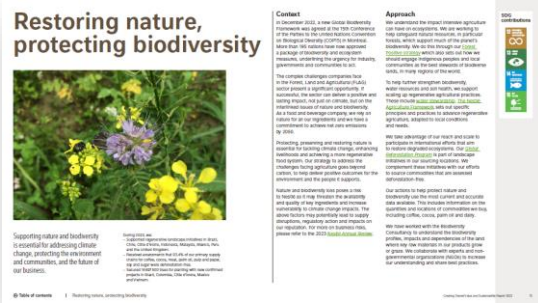 Restoring nature,
protecting biodiversity
Supporting nature and biodiversity
is essential for addressing climate
change, protecting the environment
and communities, and the future of
our business.
During 2022, we:
Context
In December 2022, a new Global Biodiversity
Framework was agreed at the 15th Conference
of the Parties to the United Nations Convention
on Biological Diversity (COP15) in Montreal.
More than 195 nations have now approved
a package of biodiversity and ecosystem
measures, underlining the urgency for industry,
governments and communities to act.
The complex challenges companies face
in the Forest, Land and Agricultural (FLAG)
sector present a significant opportunity. If
successful, the sector can deliver a positive and
lasting impact, not just on climate, but on the
intertwined issues of nature and biodiversity.
As a food and beverage company, we rely on
nature for all our ingredients and we have a
commitment to achieve net zero emissions
by 2050.
Protecting, preserving and restoring nature is
essential for tackling climate change, enhancing
livelihoods and achieving a more regenerative
food system. Our strategy to address the
challenges facing agriculture goes beyond
carbon, to help deliver positive outcomes for the
environment and the people it supports.
Nature and biodiversity loss poses a risk
to Nestlé as it may threaten the availability
and quality of key ingredients and increase
vulnerability to climate change impacts. The
above factors may potentially lead to supply
disruptions, regulatory action and impacts on
our reputation. For more on business risks,
please refer to the 2022 Annual Review.
Approach
We understand the impact intensive agriculture
can have on ecosystems. We are working to
help safeguard natural resources, in particular
forests, which support much of the planet's
biodiversity. We do this through our Forest
Positive strategy which also sets out how we
should engage Indigenous peoples and local
communities as the best stewards of biodiverse
lands, in many regions of the world.
To help further strengthen biodiversity,
water resources and soil health, we support
scaling up regenerative agricultural practices.
These include water stewardship. The Nestlé
Agriculture Framework sets out specific
principles and practices to advance regenerative
agriculture, adapted to local conditions
and needs.
We take advantage of our reach and scale to
participate in international efforts that aim
to restore degraded ecosystems. Our Global
Reforestation Program is part of landscape
initiatives in our sourcing locations. We
complement these initiatives with our efforts
to source commodities that are assessed
deforestation-free.
Our actions to help protect nature and
biodiversity use the most current and accurate
data available. This includes information on the
quantities and locations of commodities we buy,
including coffee, cocoa, palm oil and dairy.
We have worked with the Biodiversity
Consultancy to understand the biodiversity
profiles, impacts and dependencies of the land
where key raw materials in our products grow
or graze. We collaborate with experts and non-
governmental organizations (NGOs) to increase
our understanding and share best practices.
SDG
contributions
Table of contents
Restoring nature, protecting biodiversity